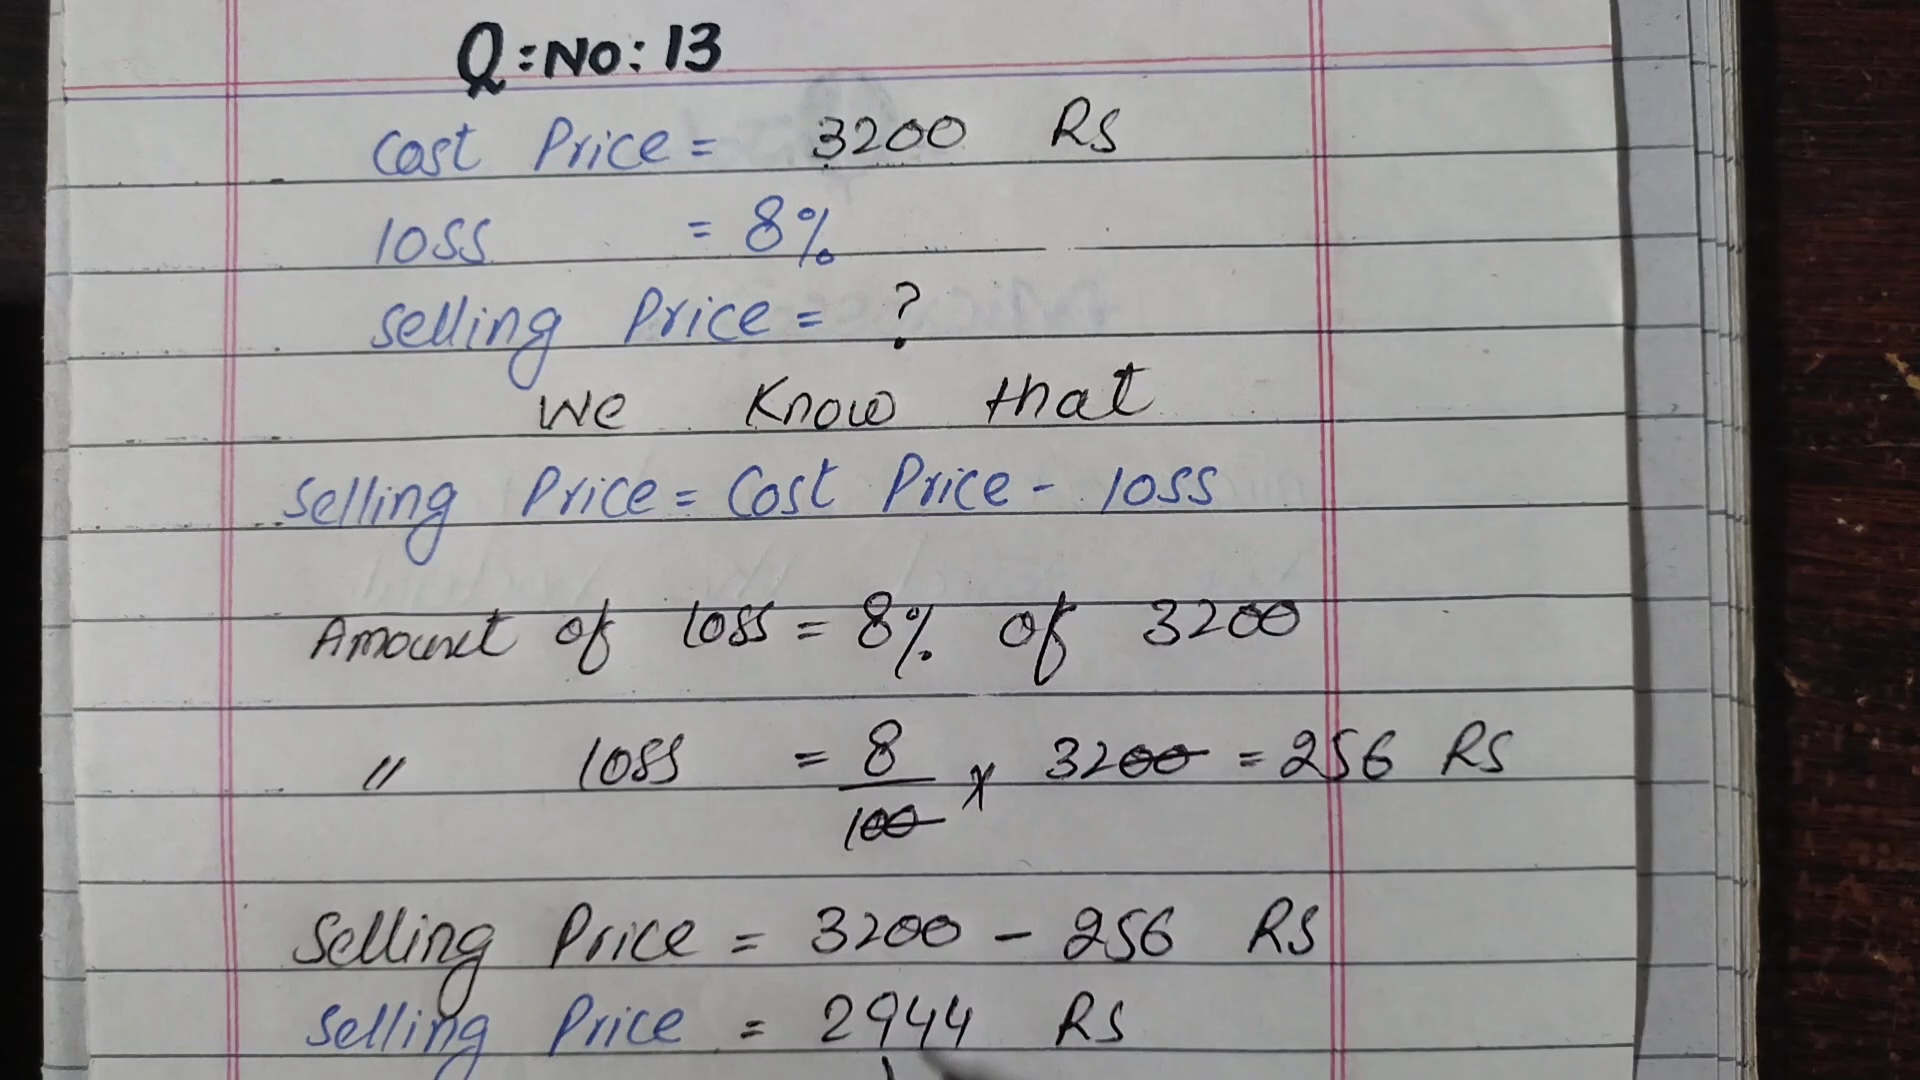 Q:No:13
Cost Price = 3200 RS
loss = 8%
Selling Price = ?
We Know that
Selling Price = Cost Price - loss
Amount of loss = 8% of 3200
" loss = 8/100 x 3200 = 256 RS
Selling Price = 3200 - 256 RS
Selling Price = 2944 RS